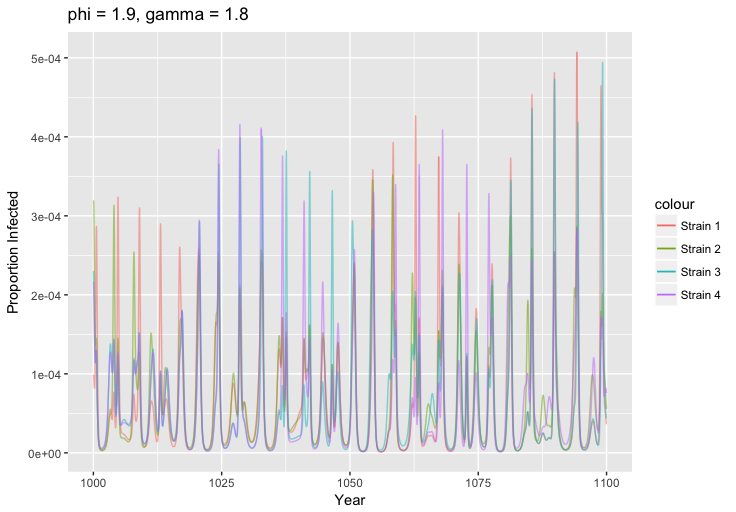 phi = 1.9, gamma = 1.8
Proportion Infected
5e-04
4e-04
3e-04
2e-04
1e-04
0e+00
1000
1025
1050
1075
1100
Year
colour
Strain 1
Strain 2
Strain 3
Strain 4